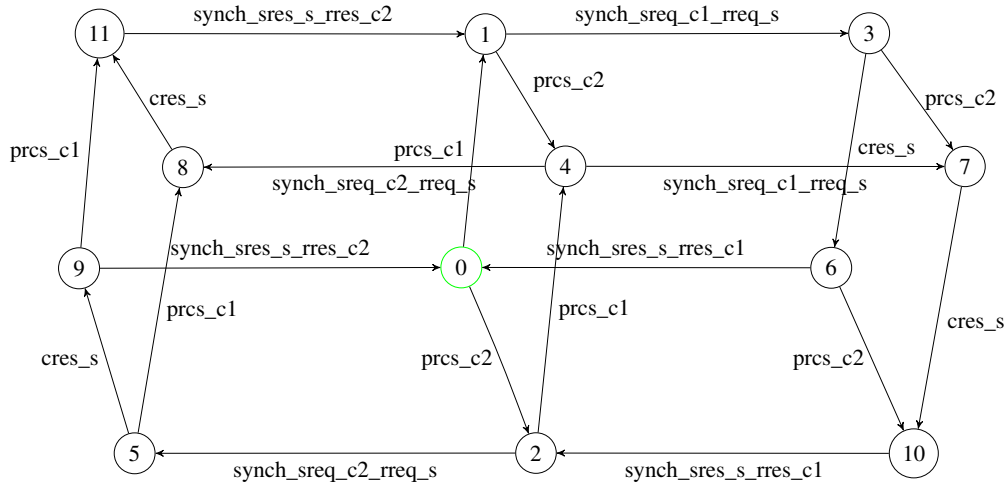 synch_sres_s_rres_c2
synch_sreq_c1_rreq_s
11
1
3
prcs_c2
prcs_c2
cres_s
prcs_c1
prcs_c1
cres_s
8
4
7
synch_sreq_c2_rreq_s
synch_sreq_c1_rreq_s
synch_sres_s_rres_c2
synch_sres_s_rres_c1
9
0
6
prcs_c1
prcs_c1
cres_s
cres_s
prcs_c2
prcs_c2
5
2
10
synch_sreq_c2_rreq_s
synch_sres_s_rres_c1